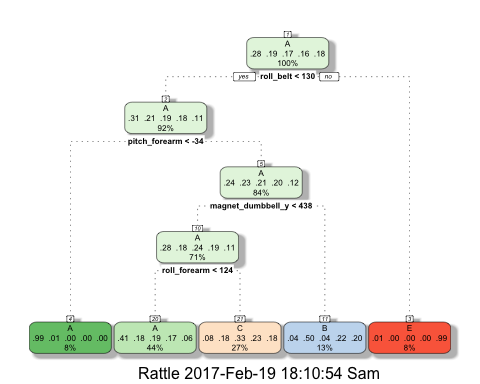 1
A
.28 .19 .17 .16 .18
100%
yes roll_belt < 130 no
2
A
.31 .21 .19 .18 .11
92%
pitch_forearm < -34
5
A
.24 .23 .21 .20 .12
84%
magnet_dumbbell_y < 438
10
A
.28 .18 .24 .19 .11
71%
roll_forearm < 124
4 20 21 11 3
A A C B E
.99 .01 .00 .00 .00 .41 .18 .19 .17 .06 .08 .18 .33 .23 .18 .04 .50 .04 .22 .20 .01 .00 .00 .00 .99
8% 44% 27% 13% 8%
Rattle 2017-Feb-19 18:10:54 Sam